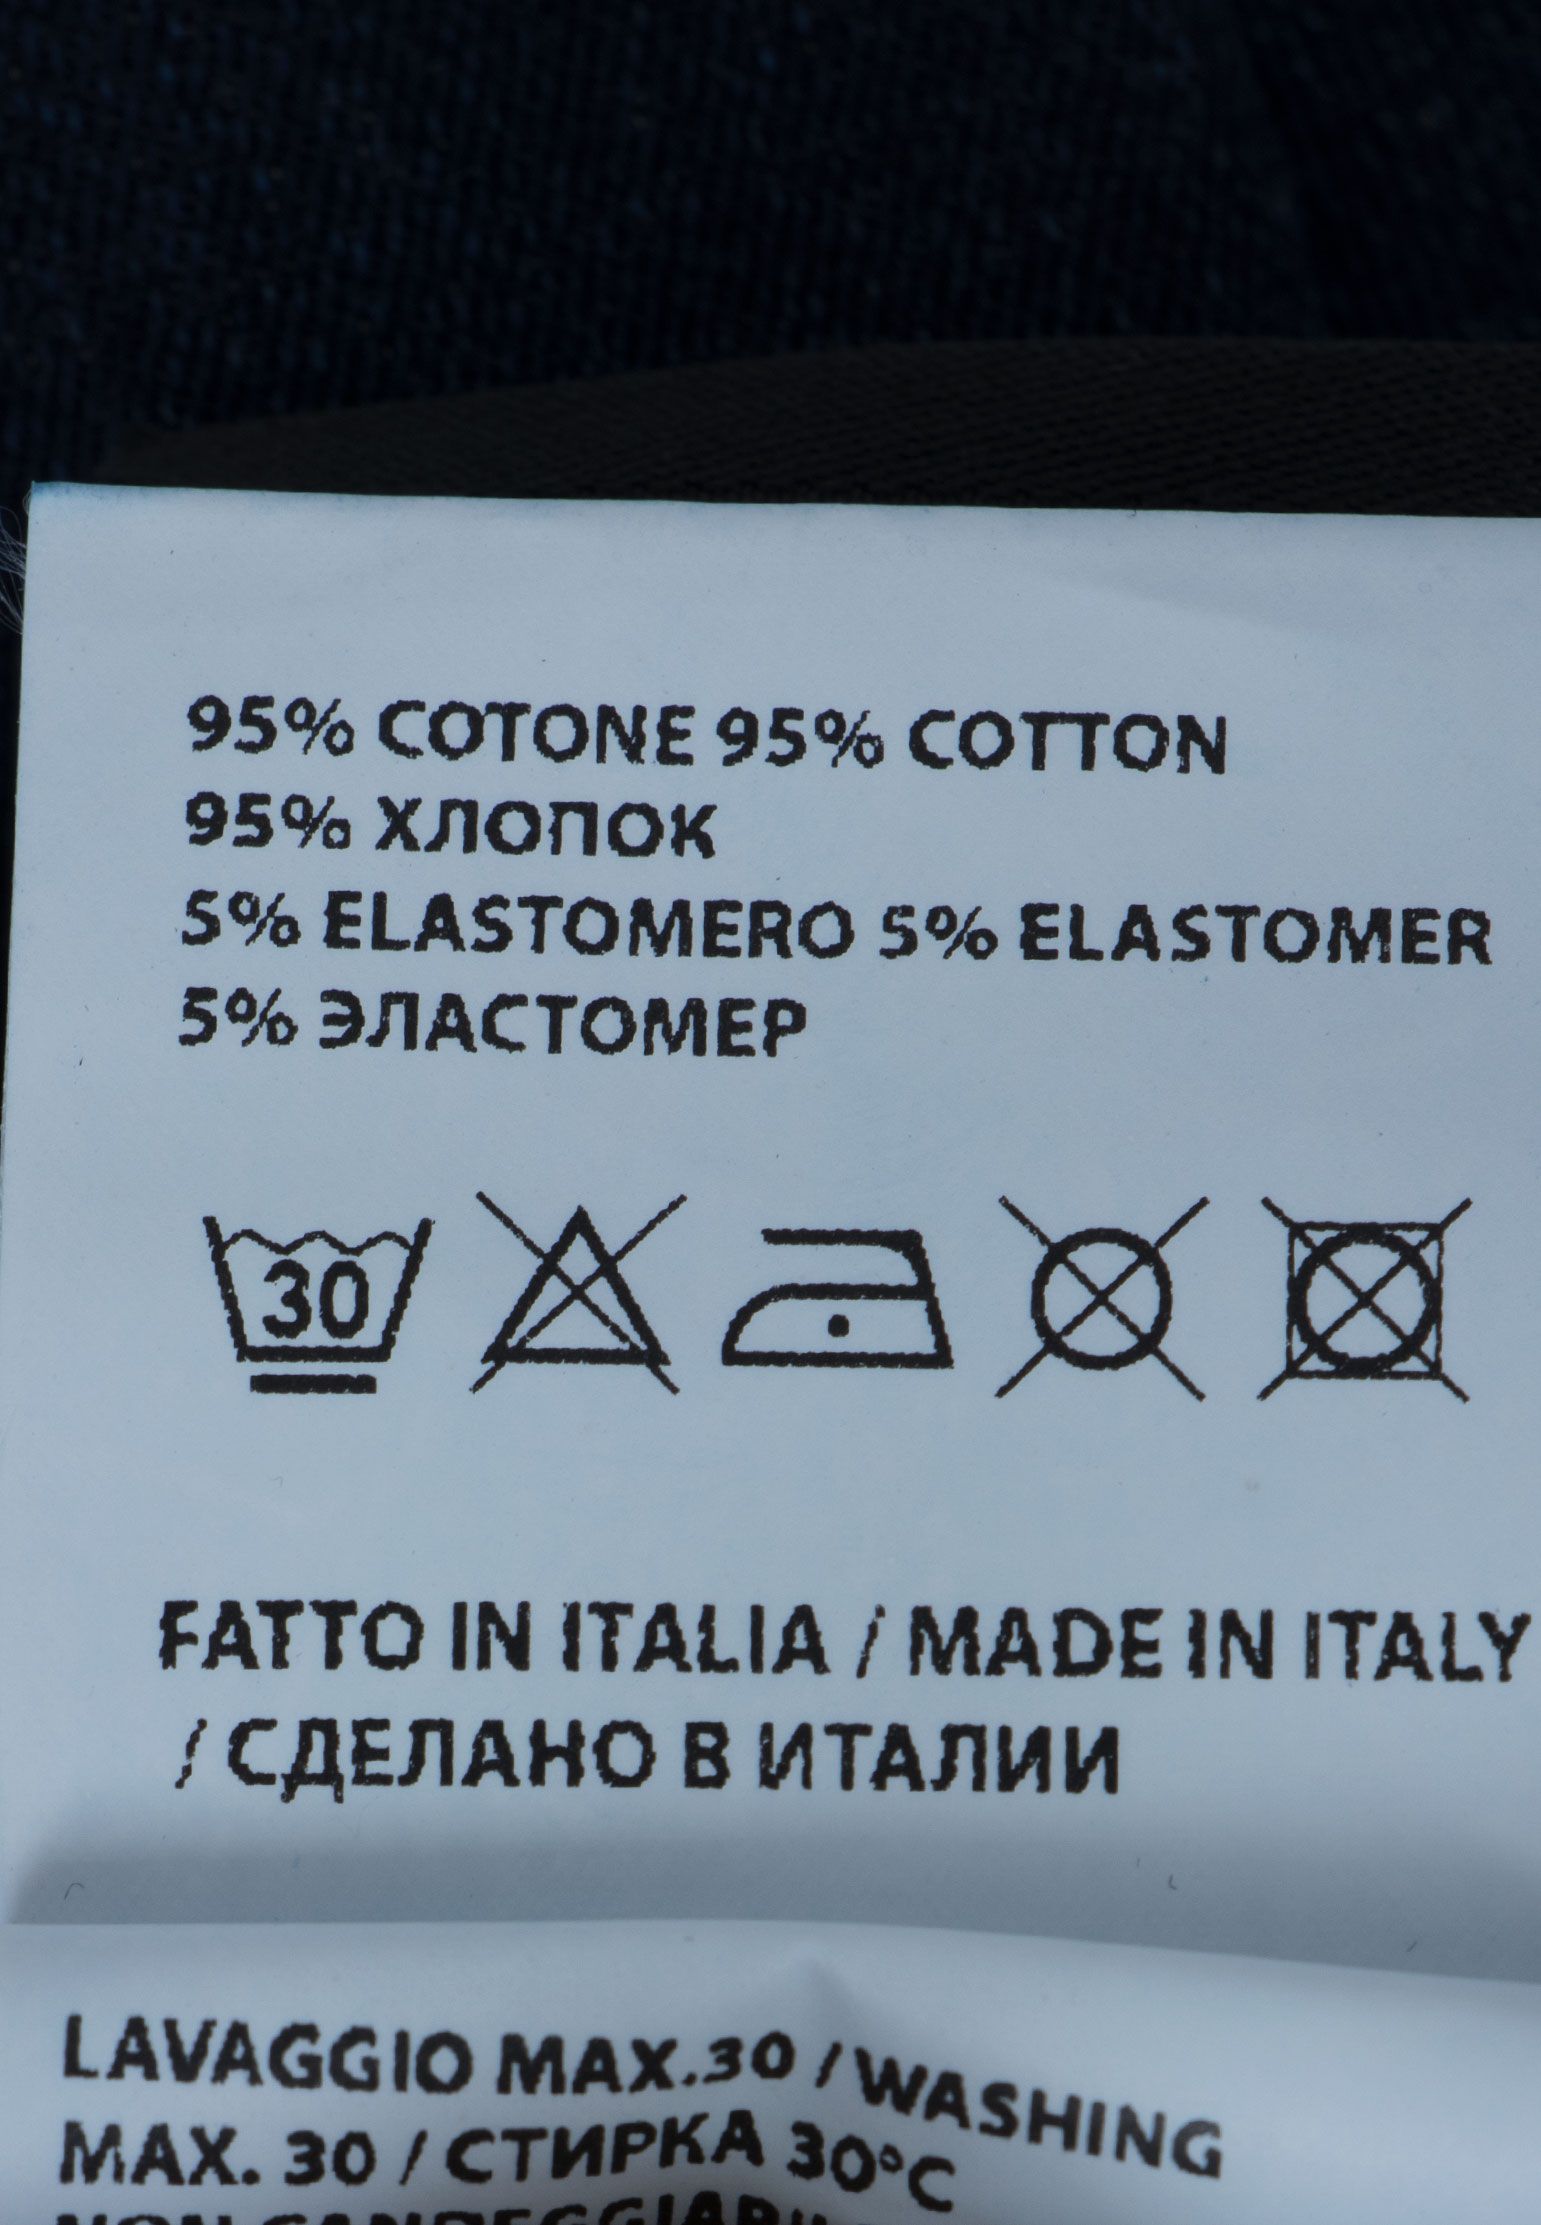 95% COTONE 95% COTTON
95% ХЛОПОК
5% ELASTOMERO 5% ELASTOMER
5% ЭЛАСТОМЕР
30
FATTO IN ITALIA / MADE IN ITALY
/ СДЕЛАНО В ИТАЛИИ
LAVAGGIO MAX.30 / WASHING
MAX. 30 / СТИРКА 30°C
NON